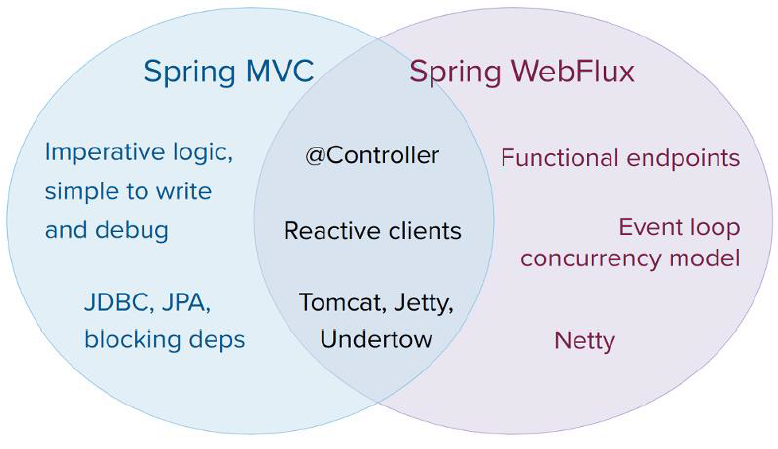 Spring MVC
Spring WebFlux
Imperative logic,
simple to write
and debug
JDBC, JPA,
blocking deps
@Controller
Reactive clients
Tomcat, Jetty,
Undertow
Functional endpoints
Event loop
concurrency model
Netty